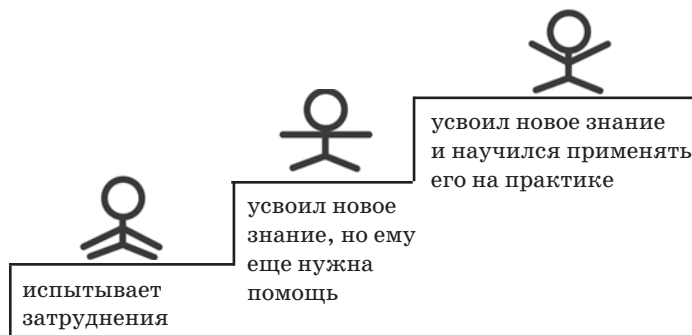 усвоил новое знание
и научился применять
его на практике
усвоил новое
знание, но ему
еще нужна
помощь
испытывает
затруднения